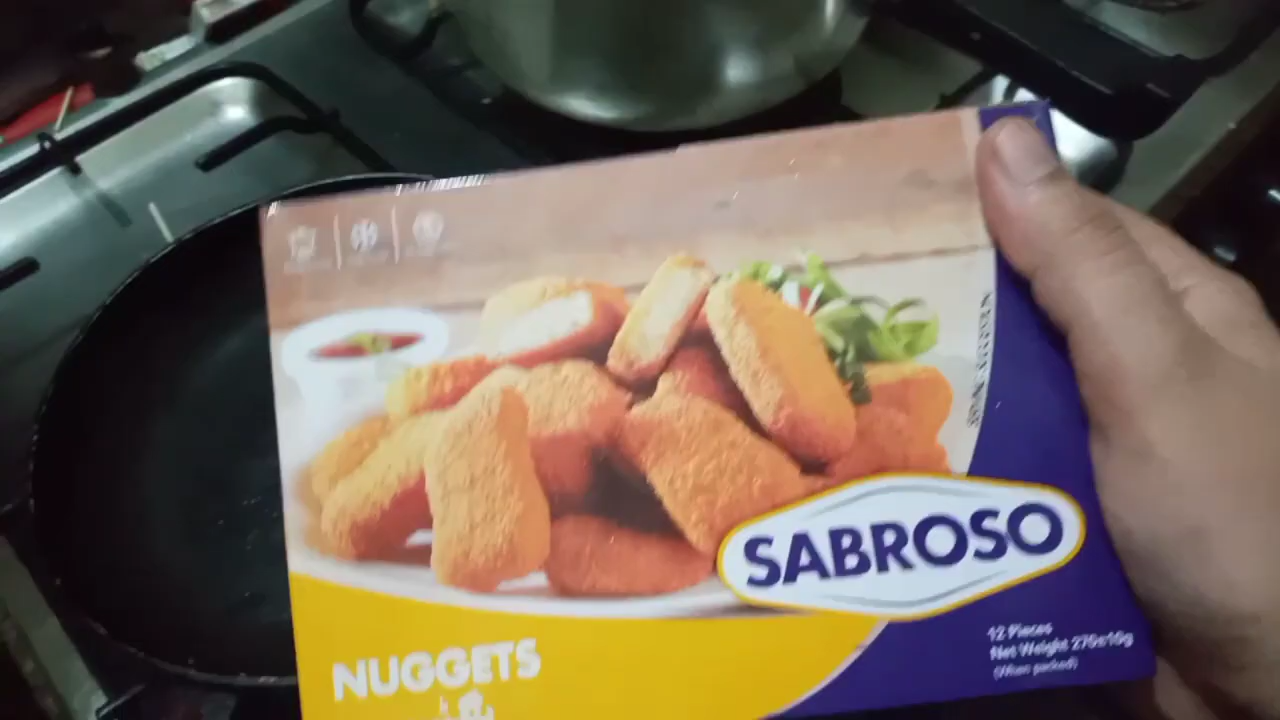 SABROSO
12 Pieces
Net Weight 270±10g
(When packed)
NUGGETS